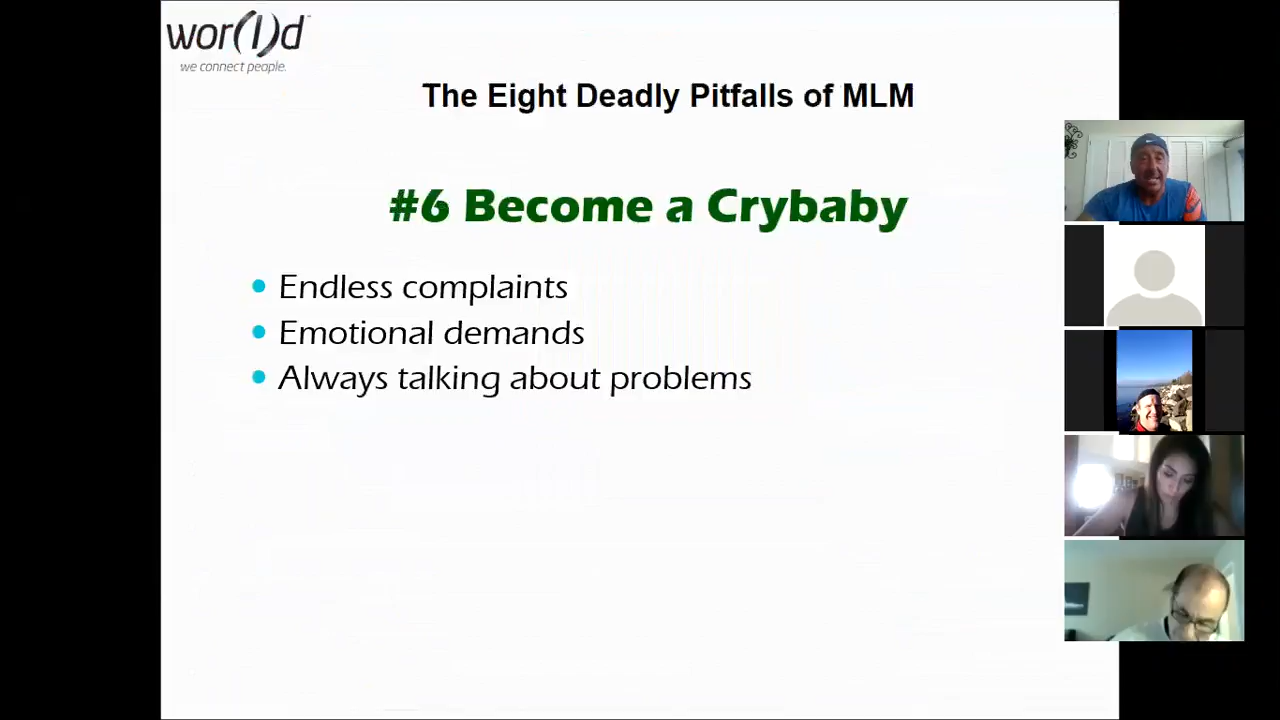 wor(l)d™
we connect people.
The Eight Deadly Pitfalls of MLM
#6 Become a Crybaby
• Endless complaints
• Emotional demands
• Always talking about problems